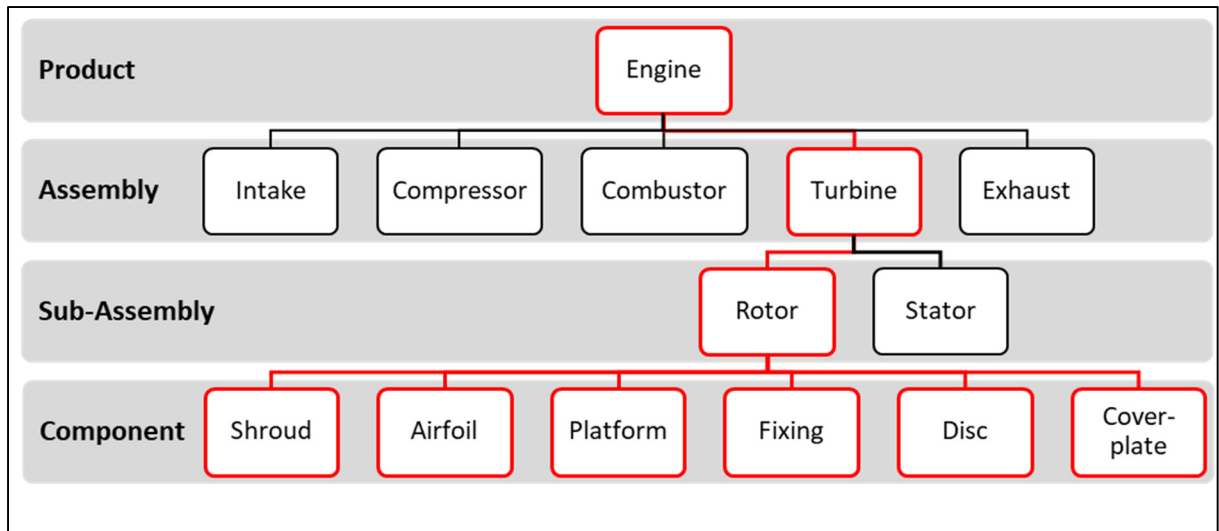 Product
Engine
Assembly
Intake
Compressor
Combustor
Turbine
Exhaust
Sub-Assembly
Rotor
Stator
Component
Shroud
Airfoil
Platform
Fixing
Disc
Cover-
plate